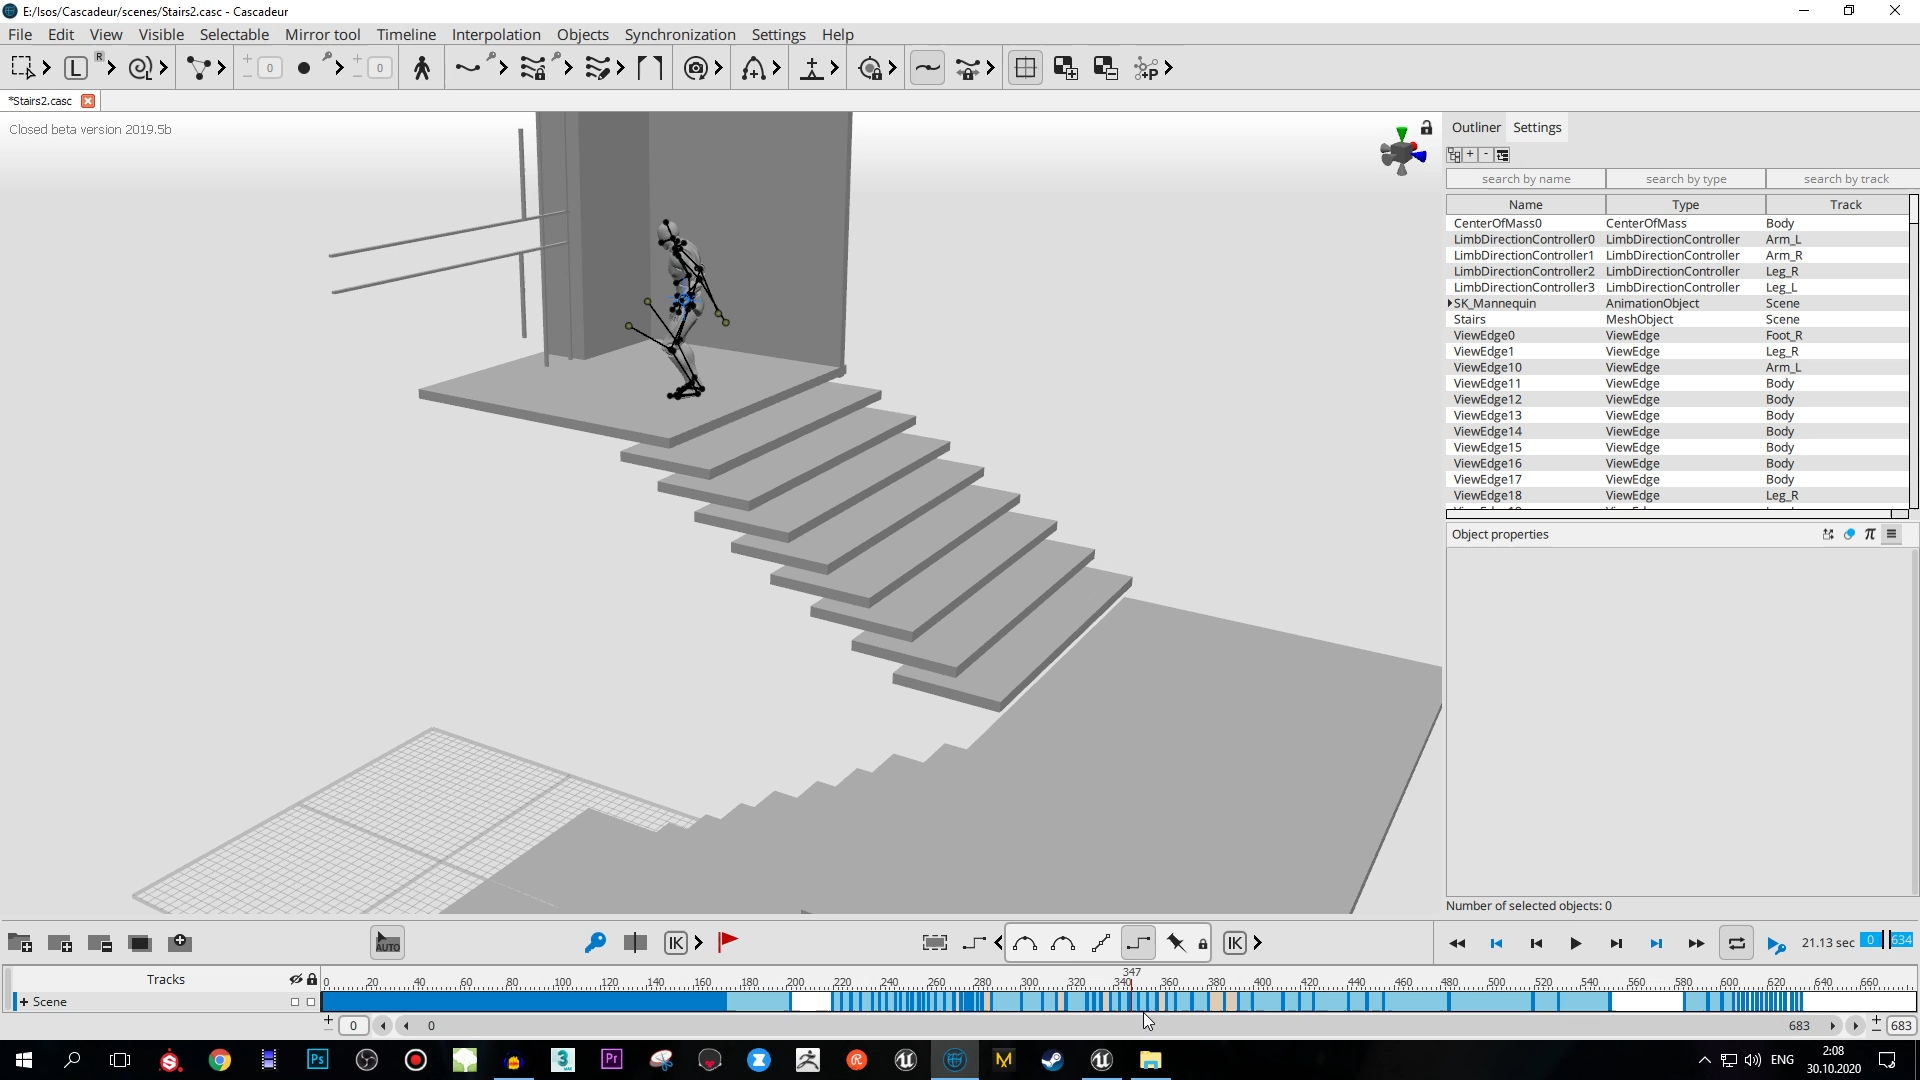 E:/Isos/Cascadeur/scenes/Stairs2.casc - Cascadeur
File Edit View Visible Selectable Mirror tool Timeline Interpolation Objects Synchronization Settings Help
L R 0 0 P
*Stairs2.casc
Closed beta version 2019.5b
Outliner Settings
search by name search by type search by track
Name Type Track
CenterOfMass0 CenterOfMass Body
LimbDirectionController0 LimbDirectionController Arm_L
LimbDirectionController1 LimbDirectionController Arm_R
LimbDirectionController2 LimbDirectionController Leg_R
LimbDirectionController3 LimbDirectionController Leg_L
SK_Mannequin AnimationObject Scene
Stairs MeshObject Scene
ViewEdge0 ViewEdge Foot_R
ViewEdge1 ViewEdge Leg_R
ViewEdge10 ViewEdge Arm_L
ViewEdge11 ViewEdge Body
ViewEdge12 ViewEdge Body
ViewEdge13 ViewEdge Body
ViewEdge14 ViewEdge Body
ViewEdge15 ViewEdge Body
ViewEdge16 ViewEdge Body
ViewEdge17 ViewEdge Body
ViewEdge18 ViewEdge Leg_R
Object properties π
Number of selected objects: 0
AUTO IK IK 21.13 sec 0 634
347
Tracks 0 20 40 60 80 100 120 140 160 180 200 220 240 260 280 300 320 340 360 380 400 420 440 460 480 500 520 540 560 580 600 620 640 660
+ Scene
0 0 683 683
S Ps 3 Pr Z R M ENG 2:08
30.10.2020